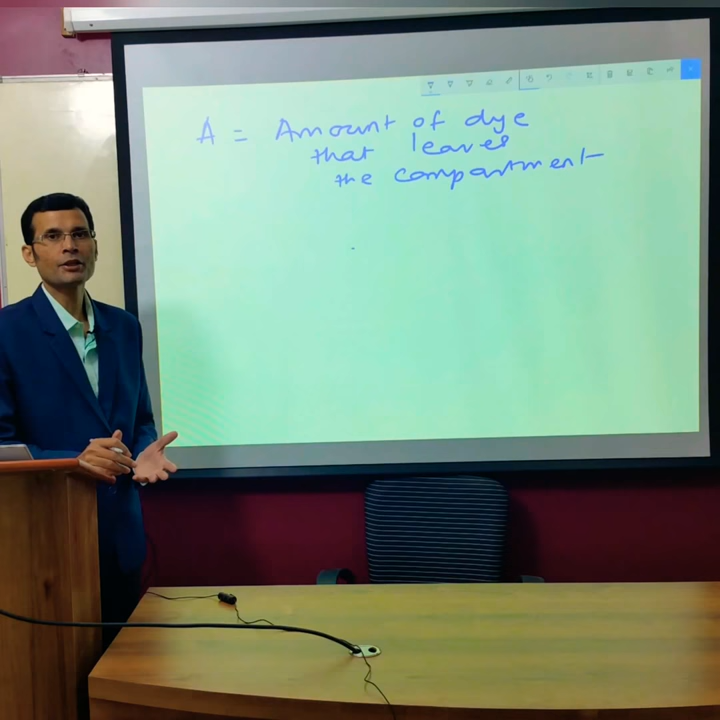 A = Amount of dye
that leaves
the compartment